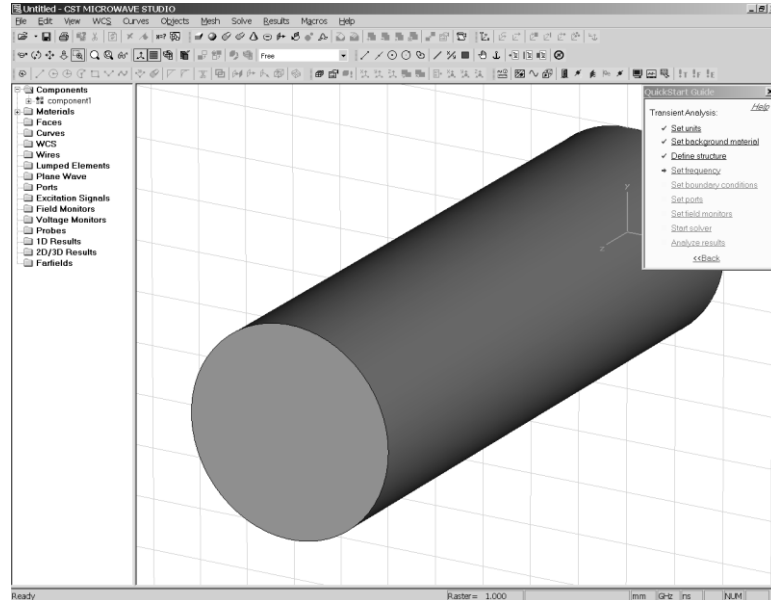 Untitled - CST MICROWAVE STUDIO
File Edit View WCS Curves Objects Mesh Solve Results Macros Help
Free
Components
component1
Materials
Faces
Curves
WCS
Wires
Lumped Elements
Plane Wave
Ports
Excitation Signals
Field Monitors
Voltage Monitors
Probes
1D Results
2D/3D Results
Farfields
QuickStart Guide
Help
Transient Analysis:
Set units
Set background material
Define structure
Set frequency
Set boundary conditions
Set ports
Set field monitors
Start solver
Analyze results
<<Back
y
z
Ready
Raster= 1.000
mm GHz ns NUM